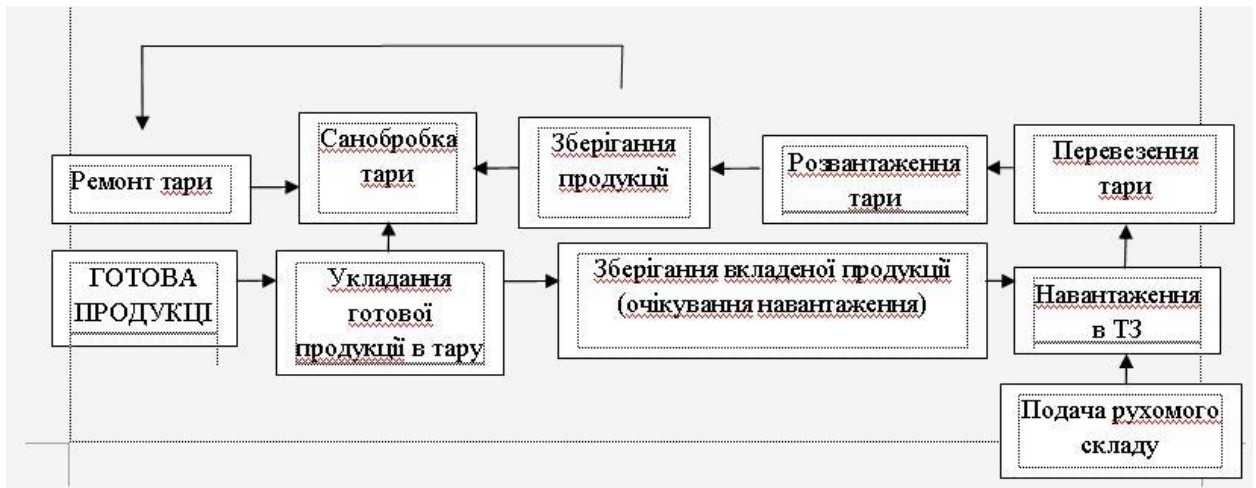 Ремонт тари
Санобробка
тари
Зберігання
продукції
Розвантаження
тари
Перевезення
тари
ГОТОВА
ПРОДУКЦІ
Укладання
готової
продукції в тару
Зберігання вкладеної продукції
(очікування навантаження)
Навантаження
в ТЗ
Подача рухомого
складу